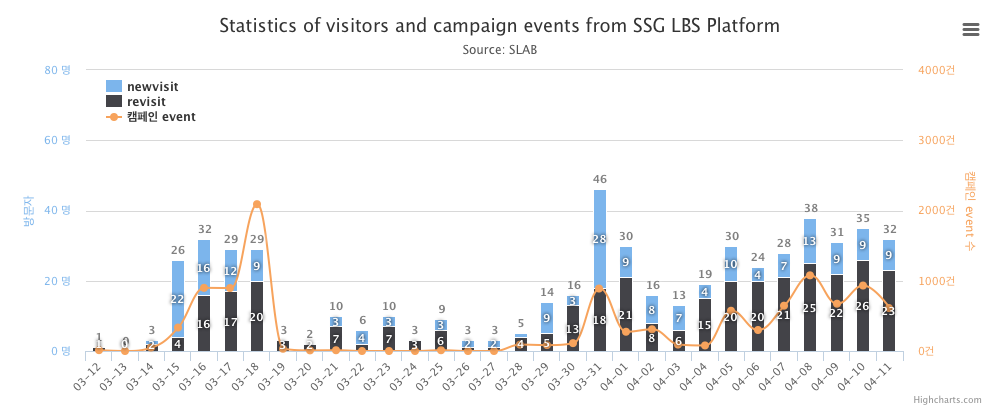 Statistics of visitors and campaign events from SSG LBS Platform
Source: SLAB
80 명
60 명
40 명
20 명
0 명
방문자
newvisit
revisit
캠페인 event
4000건
3000건
2000건
1000건
0건
캠페인 event 수
1 0 3 26 32 29 29 3 2 10 6 10 3 9 3 3 5 14 16 46 30 16 13 19 30 24 28 38 31 35 32
22 16 12 9 3 4 3 3 2 2 9 3 28 9 8 7 4 10 4 7 13 9 9 9
1 2 4 16 17 20 3 2 7 2 7 3 6 4 5 13 18 21 8 6 15 20 20 21 25 22 26 23
03-12 03-13 03-14 03-15 03-16 03-17 03-18 03-19 03-20 03-21 03-22 03-23 03-24 03-25 03-26 03-27 03-28 03-29 03-30 03-31 04-01 04-02 04-03 04-04 04-05 04-06 04-07 04-08 04-09 04-10 04-11
Highcharts.com